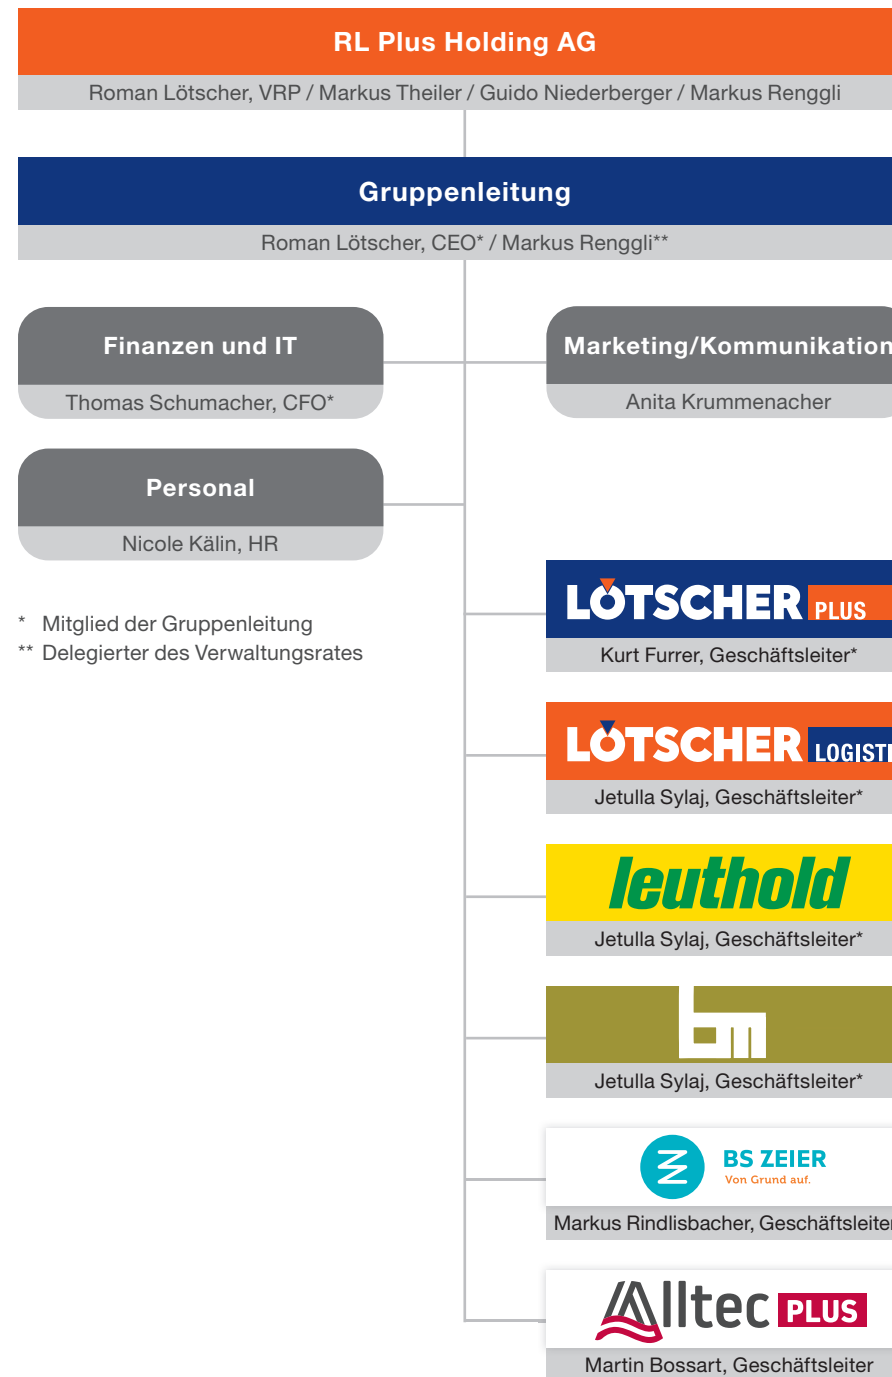 RL Plus Holding AG
Roman Lötscher, VRP / Markus Theiler / Guido Niederberger / Markus Renggli
Gruppenleitung
Roman Lötscher, CEO* / Markus Renggli**
Finanzen und IT
Thomas Schumacher, CFO*
Marketing/Kommunikation
Anita Krummenacher
Personal
Nicole Kälin, HR
* Mitglied der Gruppenleitung
** Delegierter des Verwaltungsrates
LÖTSCHER PLUS
Kurt Furrer, Geschäftsleiter*
LÖTSCHER LOGISTI
Jetulla Sylaj, Geschäftsleiter*
leuthold
Jetulla Sylaj, Geschäftsleiter*
bm
Jetulla Sylaj, Geschäftsleiter*
BS ZEIER
Von Grund auf.
Markus Rindlisbacher, Geschäftsleiter
Alltec PLUS
Martin Bossart, Geschäftsleiter